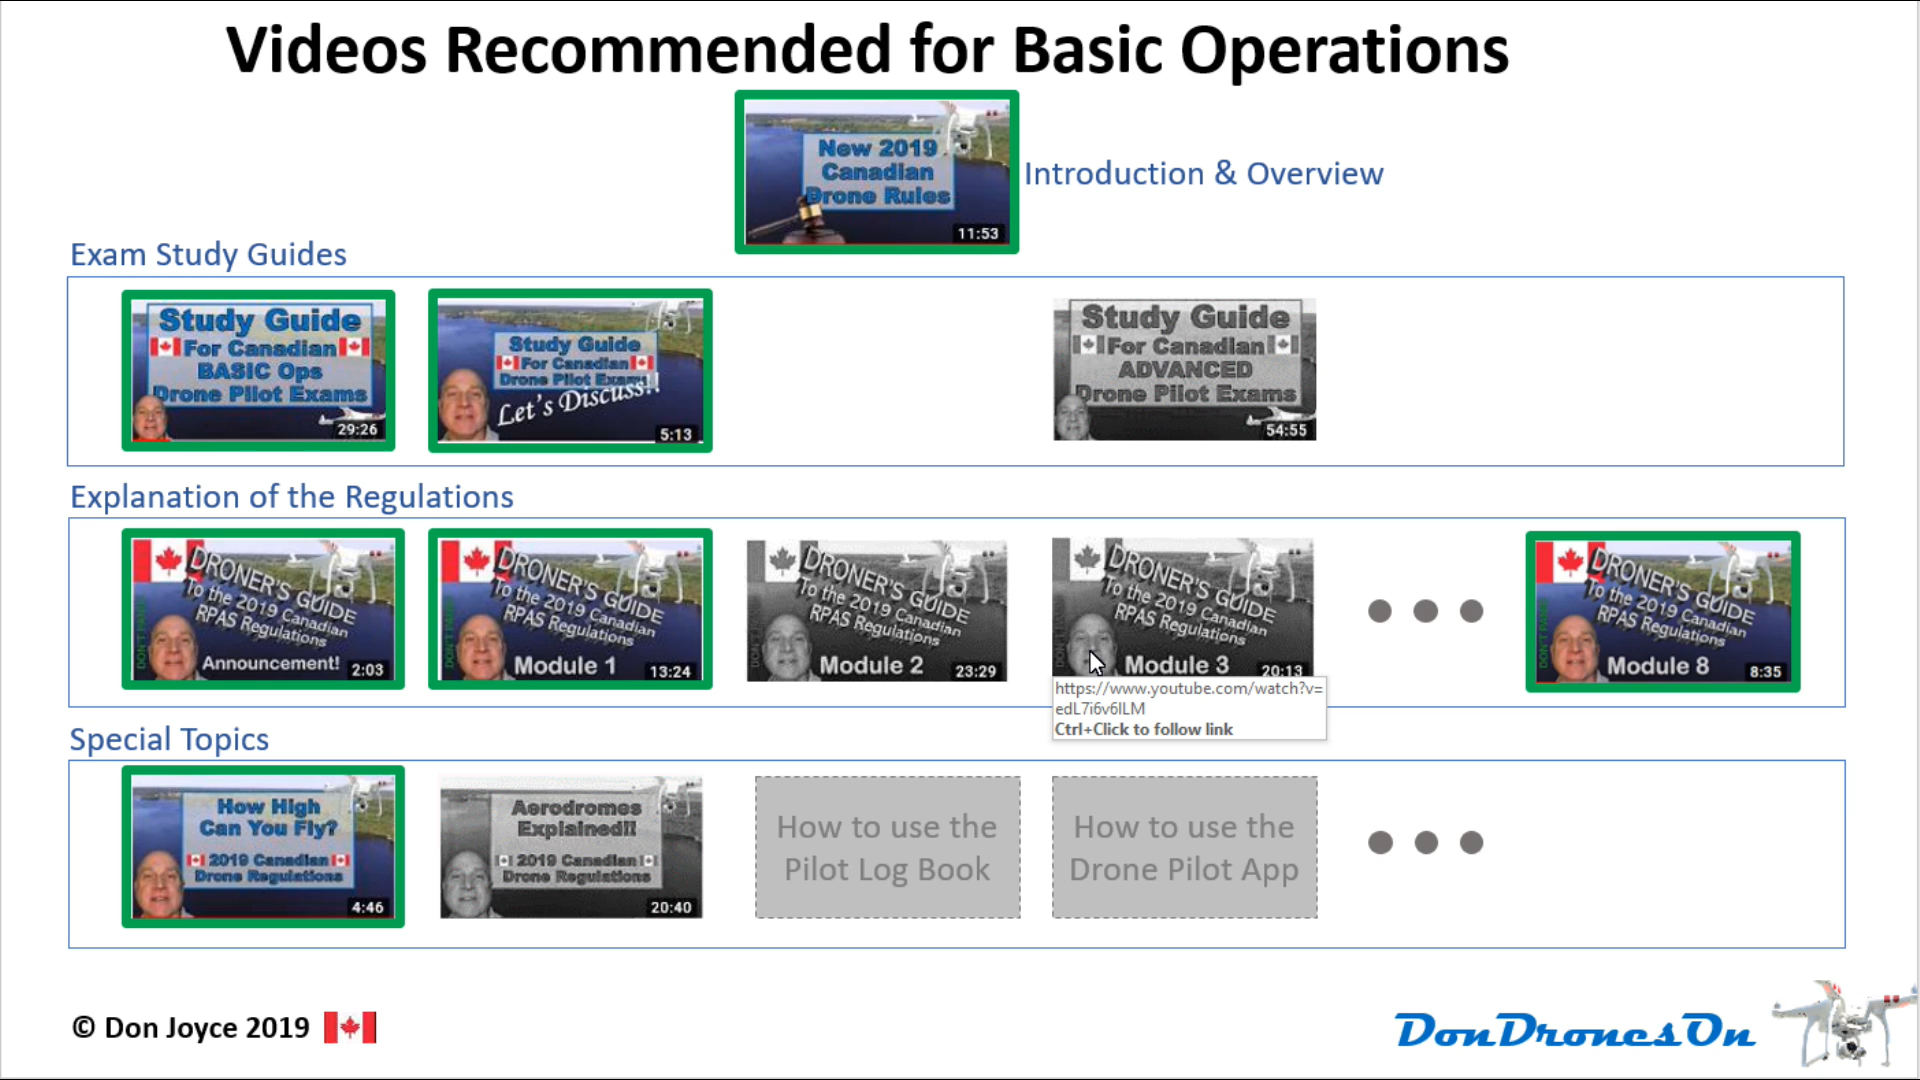 Videos Recommended for Basic Operations
New 2019
Canadian
Drone Rules
11:53
Introduction & Overview
Exam Study Guides
Study Guide
For Canadian
BASIC Ops
Drone Pilot Exams
29:26
Study Guide
For Canadian
Drone Pilot Exams
Let's Discuss!!
5:13
Study Guide
For Canadian
ADVANCED
Drone Pilot Exams
54:55
Explanation of the Regulations
DRONER'S GUIDE
To the 2019 Canadian
RPAS Regulations
Announcement!
2:03
DRONER'S GUIDE
To the 2019 Canadian
RPAS Regulations
Module 1
13:24
DRONER'S GUIDE
To the 2019 Canadian
RPAS Regulations
Module 2
23:29
DRONER'S GUIDE
To the 2019 Canadian
RPAS Regulations
Module 3
20:13
DRONER'S GUIDE
To the 2019 Canadian
RPAS Regulations
Module 8
8:35
https://www.youtube.com/watch?v=
edL7i6v6lLM
Ctrl+Click to follow link
Special Topics
How High
Can You Fly?
2019 Canadian
Drone Regulations
4:46
Aerodromes
Explained!!
2019 Canadian
Drone Regulations
20:40
How to use the
Pilot Log Book
How to use the
Drone Pilot App
© Don Joyce 2019
DonDronesOn